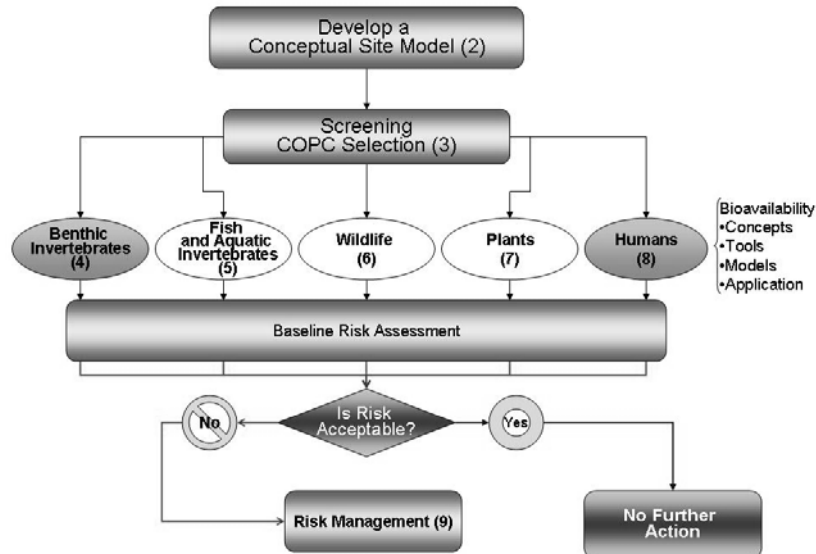 Develop a
Conceptual Site Model (2)
Screening
COPC Selection (3)
Benthic
Invertebrates
(4)
Fish
and Aquatic
Invertebrates
(5)
Wildlife
(6)
Plants
(7)
Humans
(8)
Bioavailability
•Concepts
•Tools
•Models
•Application
Baseline Risk Assessment
No
Is Risk
Acceptable?
Yes
Risk Management (9)
No Further
Action